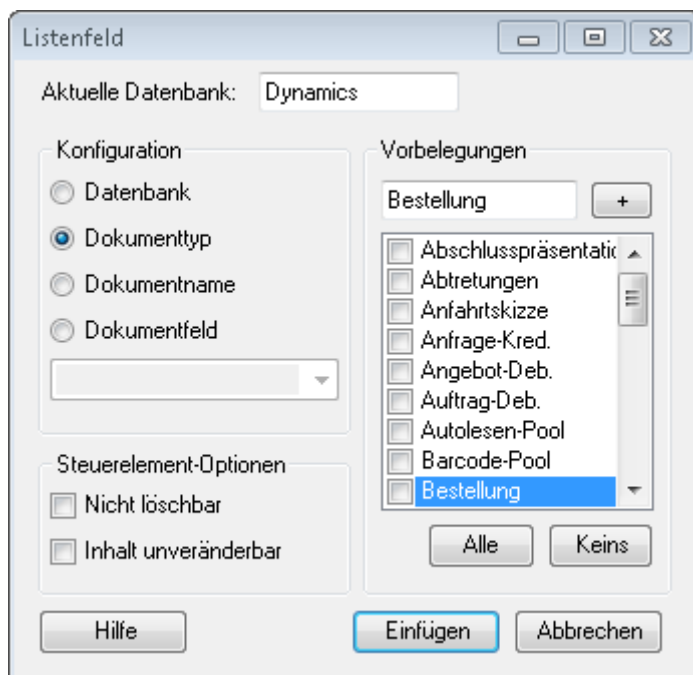 Listenfeld
Aktuelle Datenbank: Dynamics
Konfiguration
Datenbank
Dokumenttyp
Dokumentname
Dokumentfeld
Steuerelement-Optionen
Nicht löschbar
Inhalt unveränderbar
Vorbelegungen
Bestellung +
Abschlusspräsentatic
Abtretungen
Anfahrtskizze
Anfrage-Kred.
Angebot-Deb.
Auftrag-Deb.
Autolesen-Pool
Barcode-Pool
Bestellung
Alle Keins
Hilfe Einfügen Abbrechen